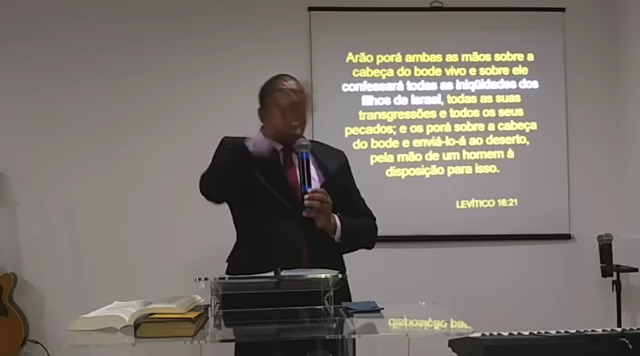 Arão porá ambas as mãos sobre a
cabeça do bode vivo e sobre ele
confessará todas as iniqüidades dos
filhos de Israel, todas as suas
transgressões e todos os seus
pecados; e os porá sobre a cabeça
do bode e enviá-lo-á ao deserto,
pela mão de um homem à
disposição para isso.
LEVÍTICO 16:21